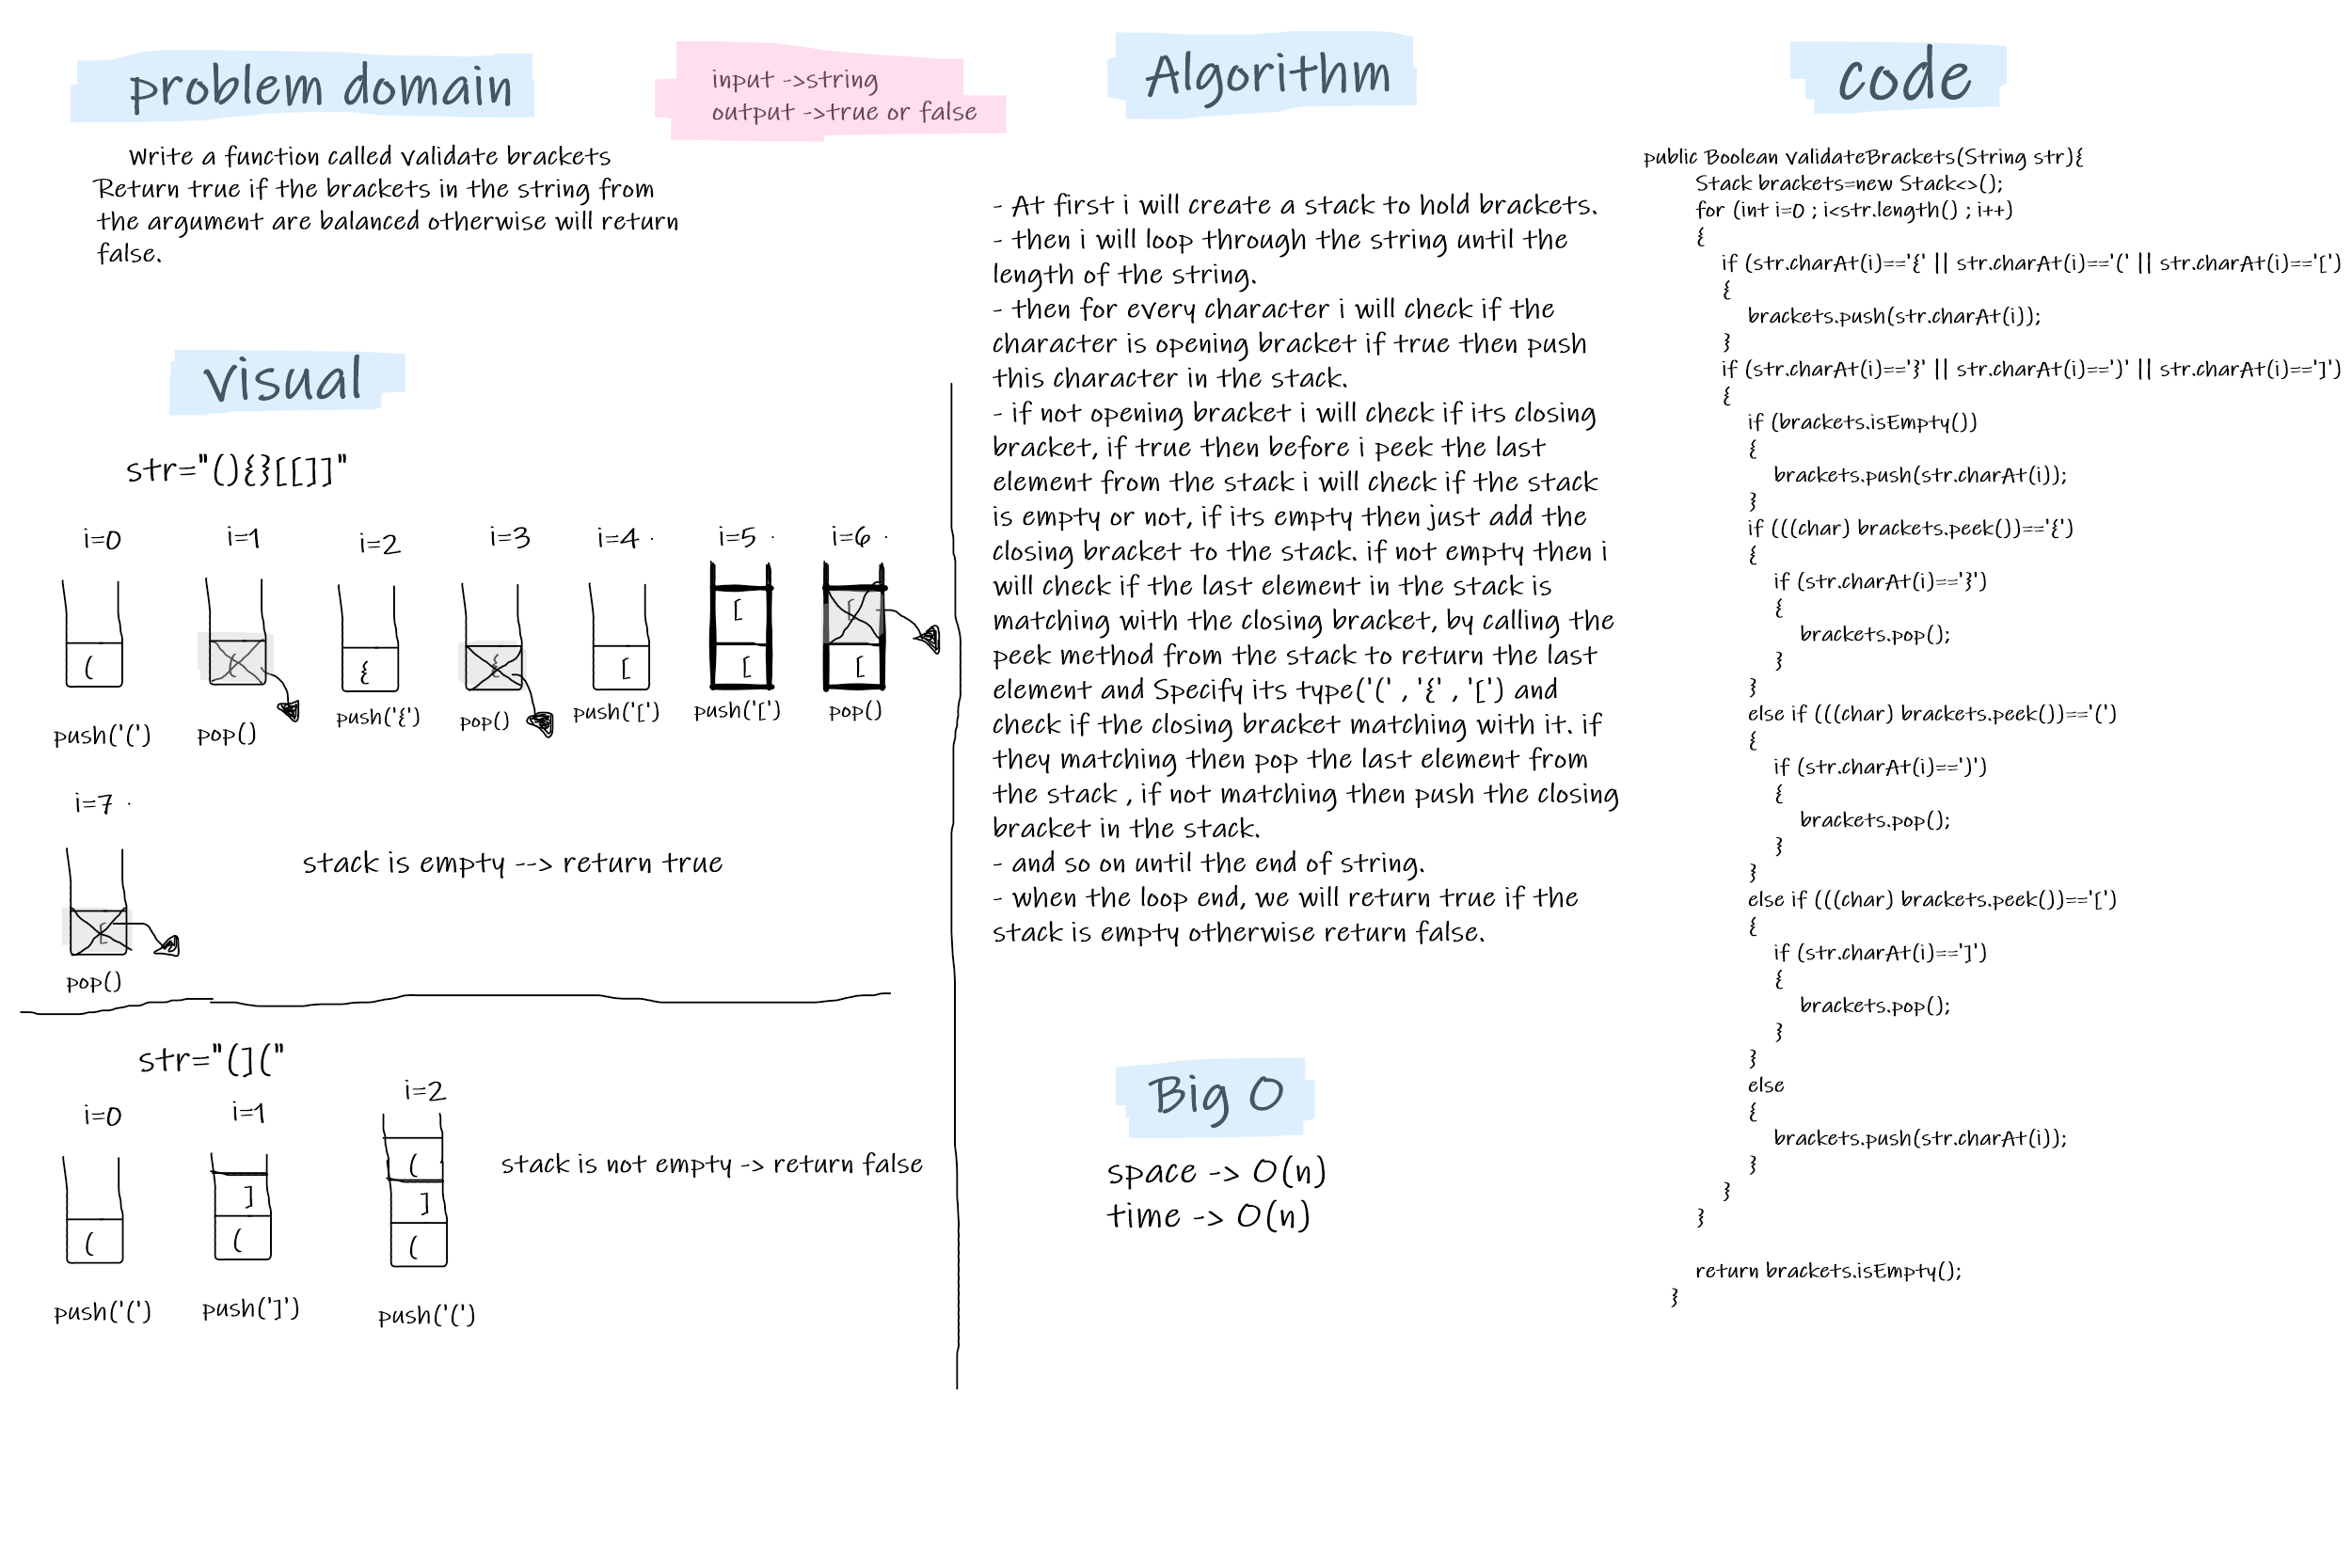 problem domain
input ->string
output ->true or false
Write a function called validate brackets
Return true if the brackets in the string from
the argument are balanced otherwise will return
false.
visual
str="(){}[[]]"
i=0
i=1
i=2
i=3
i=4
i=5
i=6
(
(
{
{
[
[
[
[
[
push('(')
pop()
push('{')
pop()
push('[')
push('[')
pop()
i=7
[
stack is empty --> return true
pop()
str="(]("
i=0
i=1
i=2
(
]
(
(
]
(
stack is not empty -> return false
push('(')
push(']')
push('(')
Algorithm
- At first i will create a stack to hold brackets.
- then i will loop through the string until the
length of the string.
- then for every character i will check if the
character is opening bracket if true then push
this character in the stack.
- if not opening bracket i will check if its closing
bracket, if true then before i peek the last
element from the stack i will check if the stack
is empty or not, if its empty then just add the
closing bracket to the stack. if not empty then i
will check if the last element in the stack is
matching with the closing bracket, by calling the
peek method from the stack to return the last
element and Specify its type('(' , '{' , '[') and
check if the closing bracket matching with it. if
they matching then pop the last element from
the stack , if not matching then push the closing
bracket in the stack.
- and so on until the end of string.
- when the loop end, we will return true if the
stack is empty otherwise return false.
Big O
space -> O(n)
time -> O(n)
code
public Boolean validateBrackets(String str){
Stack brackets=new Stack<>();
for (int i=0 ; i<str.length() ; i++)
{
if (str.charAt(i)=='{' || str.charAt(i)=='(' || str.charAt(i)=='[')
{
brackets.push(str.charAt(i));
}
if (str.charAt(i)=='}' || str.charAt(i)==')' || str.charAt(i)==']')
{
if (brackets.isEmpty())
{
brackets.push(str.charAt(i));
}
if (((char) brackets.peek())=='{')
{
if (str.charAt(i)=='}')
{
brackets.pop();
}
}
else if (((char) brackets.peek())=='(')
{
if (str.charAt(i)==')')
{
brackets.pop();
}
}
else if (((char) brackets.peek())=='[')
{
if (str.charAt(i)==']')
{
brackets.pop();
}
}
else
{
brackets.push(str.charAt(i));
}
}
}
return brackets.isEmpty();
}